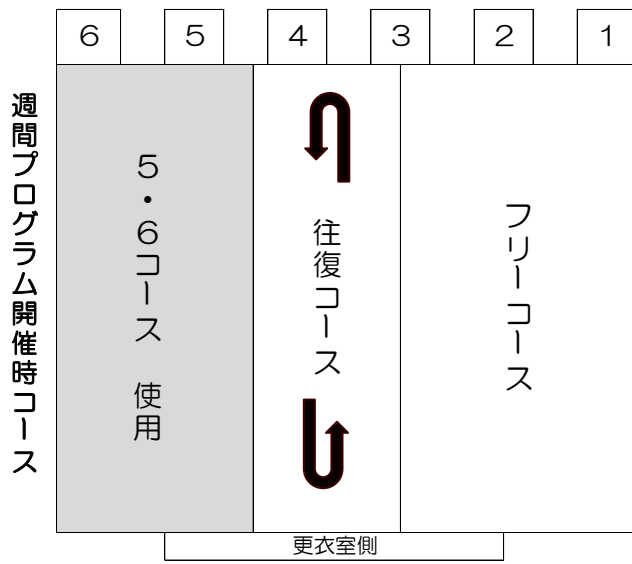 6 5 4 3 2 1
週間プログラム開催時コース
5・6コース 使用
往復コース
フリーコース
更衣室側